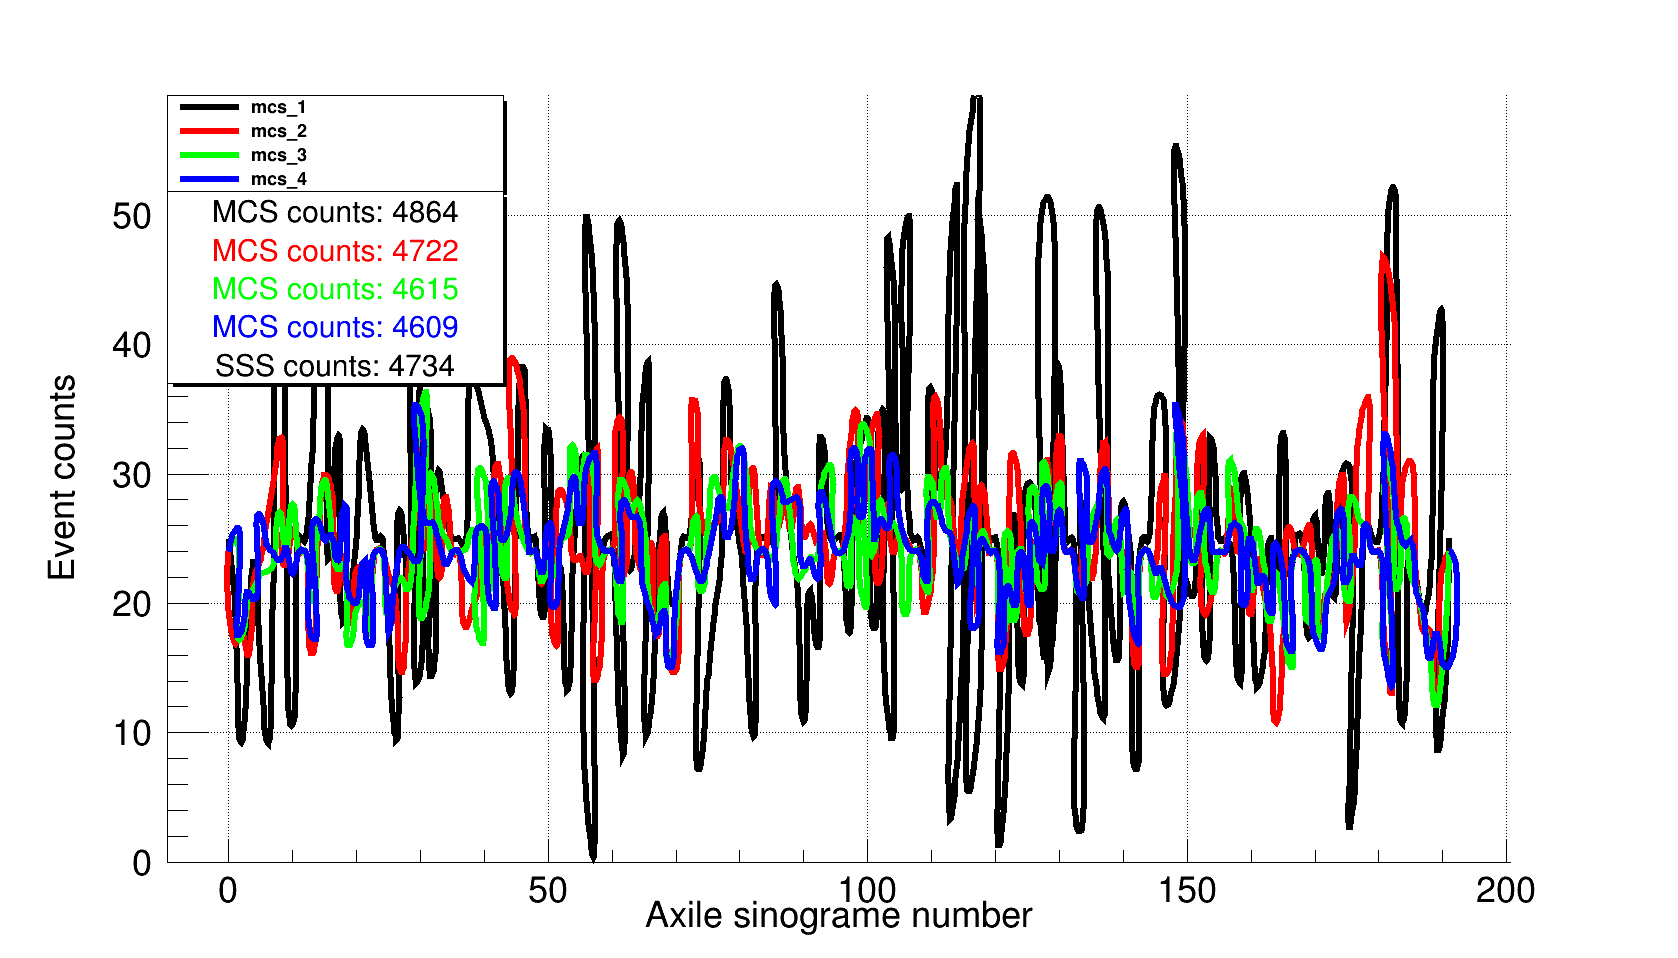 mcs_1
mcs_2
mcs_3
mcs_4
MCS counts: 4864
MCS counts: 4722
MCS counts: 4615
MCS counts: 4609
SSS counts: 4734
Event counts
50
40
30
20
10
0
0 50 100 150 200
Axile sinograme number